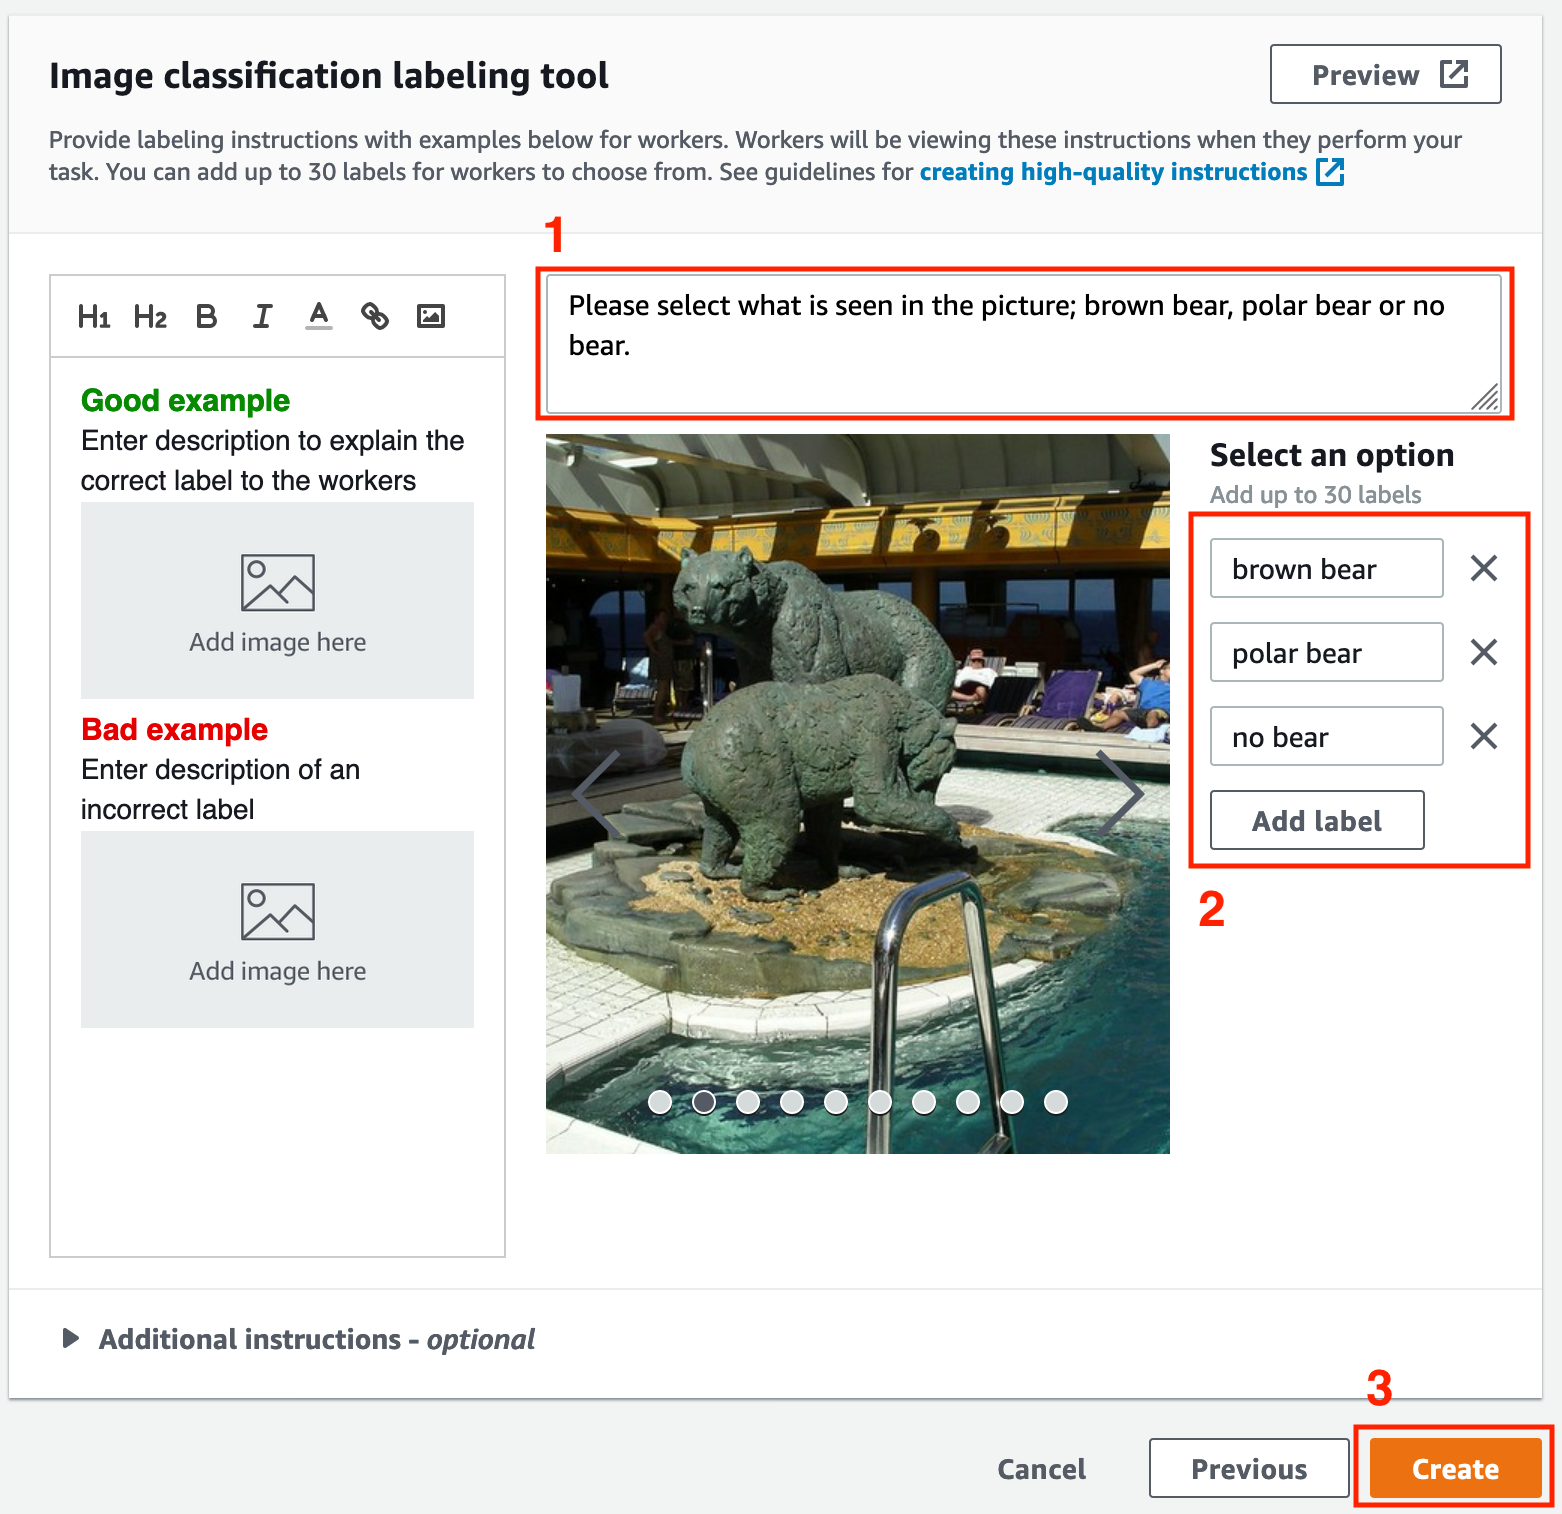 Image classification labeling tool
Preview
Provide labeling instructions with examples below for workers. Workers will be viewing these instructions when they perform your
task. You can add up to 30 labels for workers to choose from. See guidelines for creating high-quality instructions
1
H1 H2 B I A
Please select what is seen in the picture; brown bear, polar bear or no
bear.
Good example
Enter description to explain the
correct label to the workers
Add image here
Bad example
Enter description of an
incorrect label
Add image here
Select an option
Add up to 30 labels
brown bear
polar bear
no bear
Add label
2
Additional instructions - optional
3
Cancel
Previous
Create